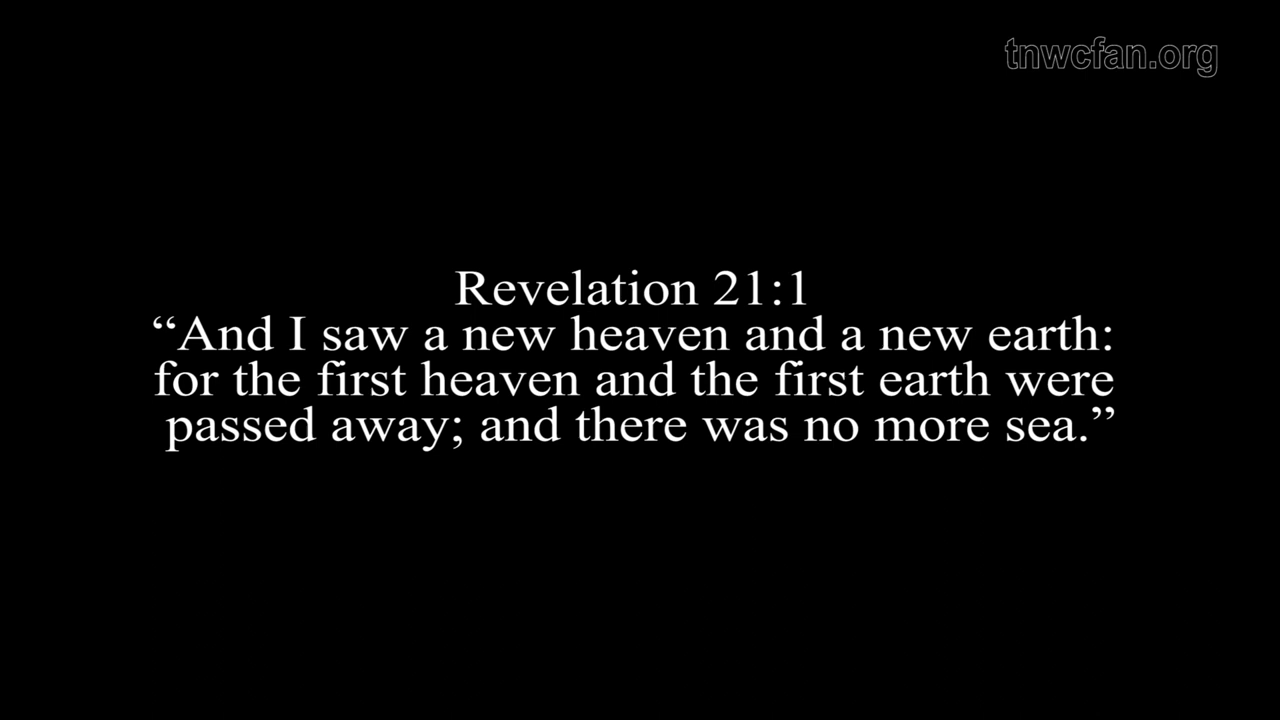 tnwcfan.org
Revelation 21:1
“And I saw a new heaven and a new earth:
for the first heaven and the first earth were
passed away; and there was no more sea.”